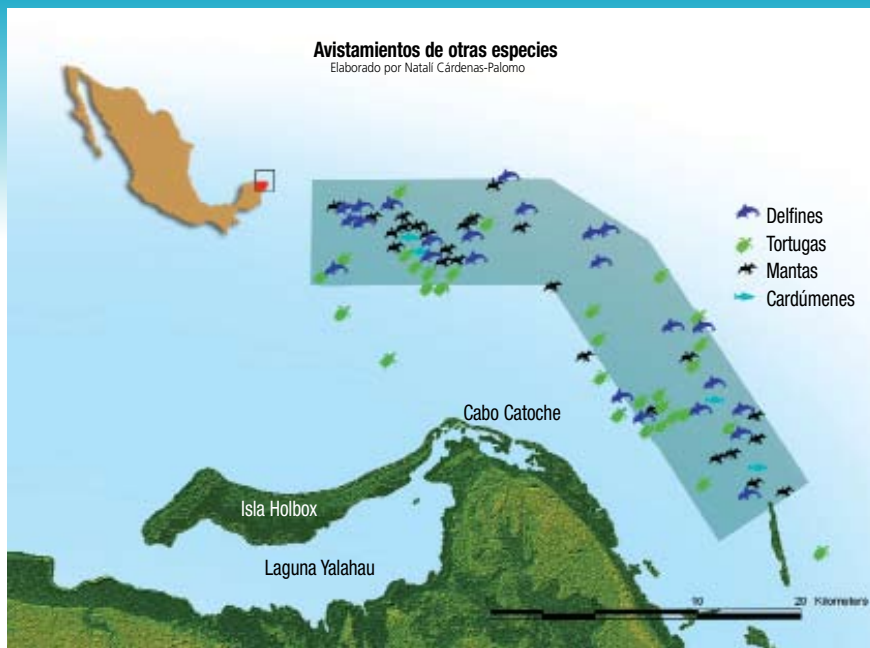 Avistamientos de otras especies
Elaborado por Natalí Cárdenas-Palomo
Delfines
Tortugas
Mantas
Cardúmenes
Cabo Catoche
Isla Holbox
Laguna Yalahau
10
20 Kilometers